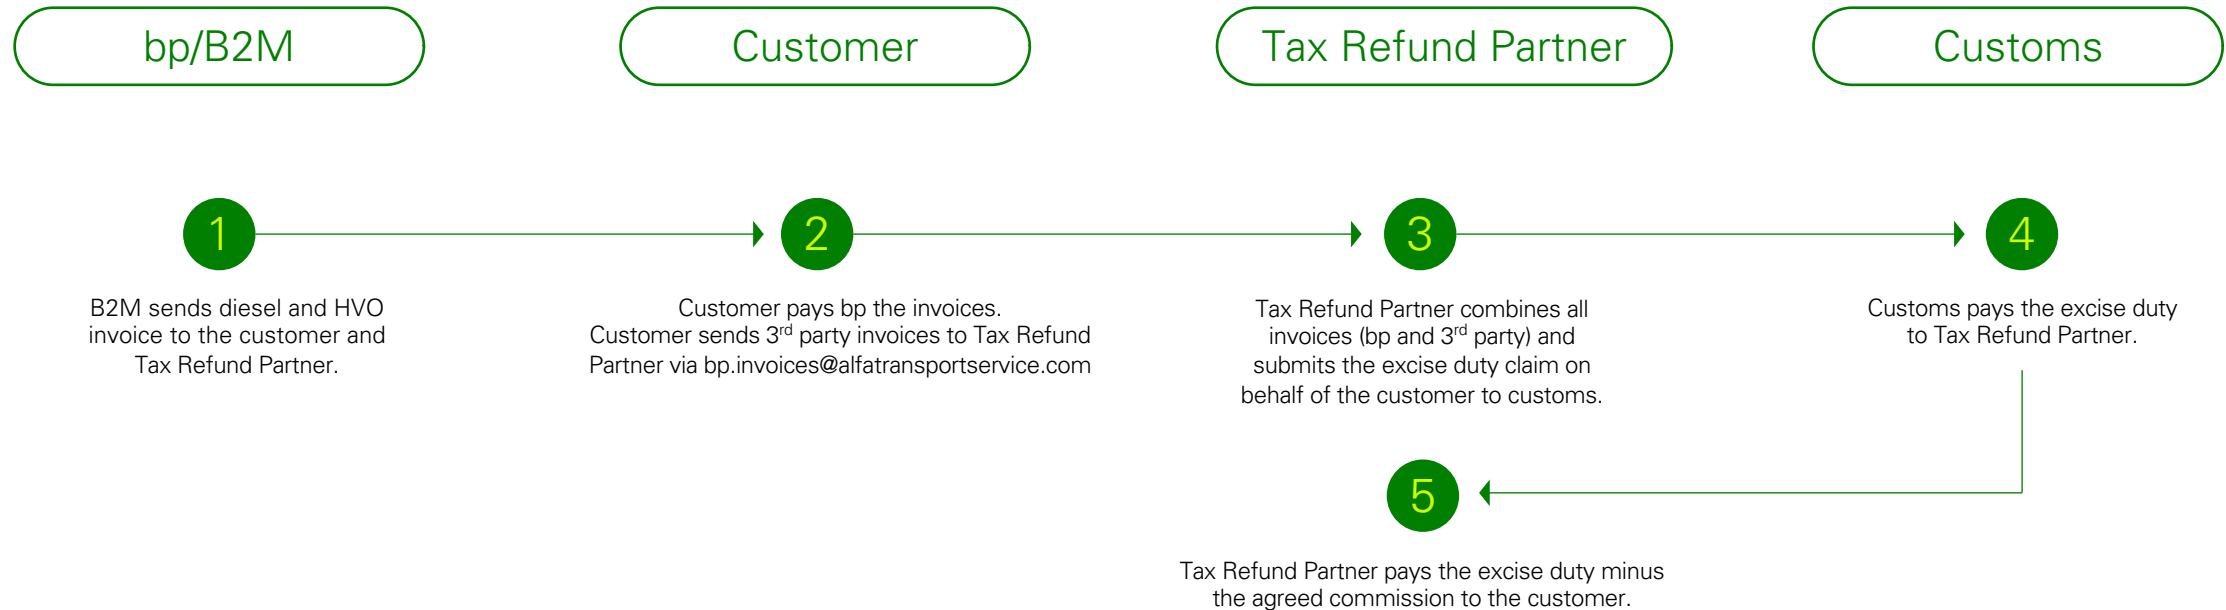 bp/B2M
Customer
Tax Refund Partner
Customs
1
2
3
4
B2M sends diesel and HVO
invoice to the customer and
Tax Refund Partner.
Customer pays bp the invoices.
Customer sends 3rd party invoices to Tax Refund
Partner via bp.invoices@alfatransportservice.com
Tax Refund Partner combines all
invoices (bp and 3rd party) and
submits the excise duty claim on
behalf of the customer to customs.
Customs pays the excise duty
to Tax Refund Partner.
5
Tax Refund Partner pays the excise duty minus
the agreed commission to the customer.